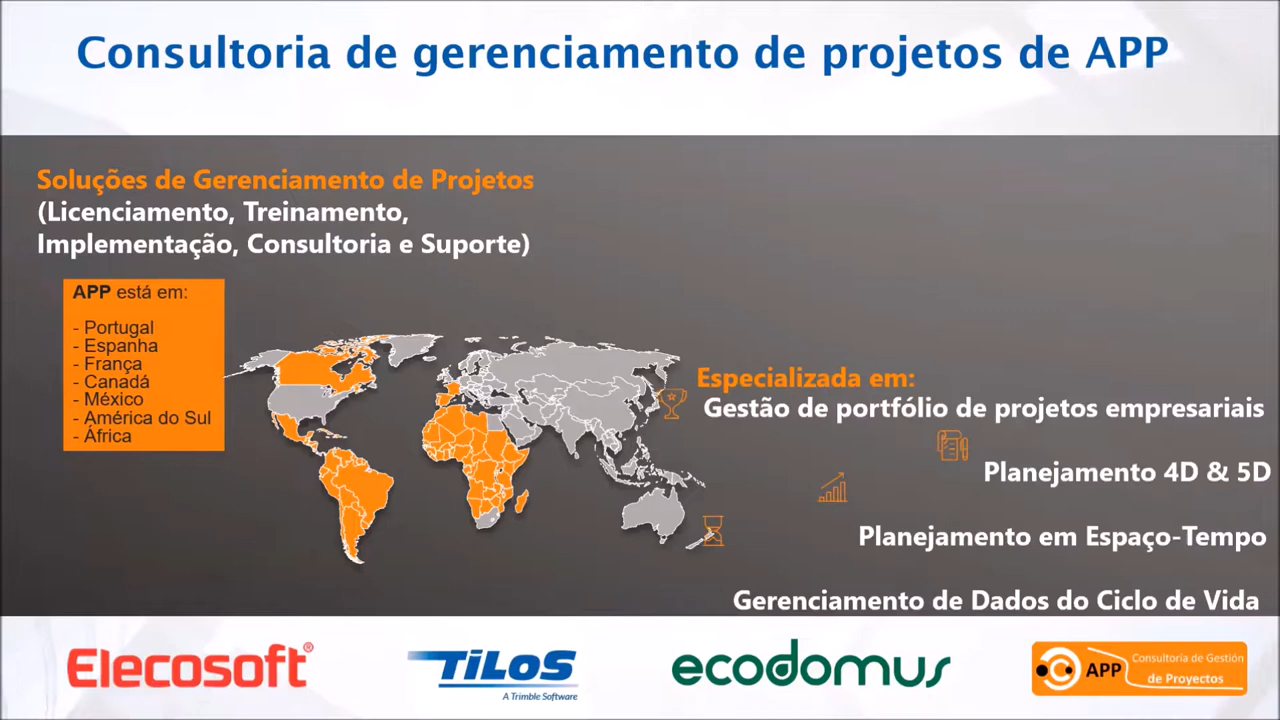 Consultoria de gerenciamento de projetos de APP
Soluções de Gerenciamento de Projetos
(Licenciamento, Treinamento,
Implementação, Consultoria e Suporte)
APP está em:
- Portugal
- Espanha
- França
- Canadá
- México
- América do Sul
- África
Especializada em:
Gestão de portfólio de projetos empresariais
Planejamento 4D & 5D
Planejamento em Espaço-Tempo
Gerenciamento de Dados do Ciclo de Vida
Elecosoft®
TILOS
A Trimble Software
ecodomus
APP
Consultoria de Gestión
de Proyectos